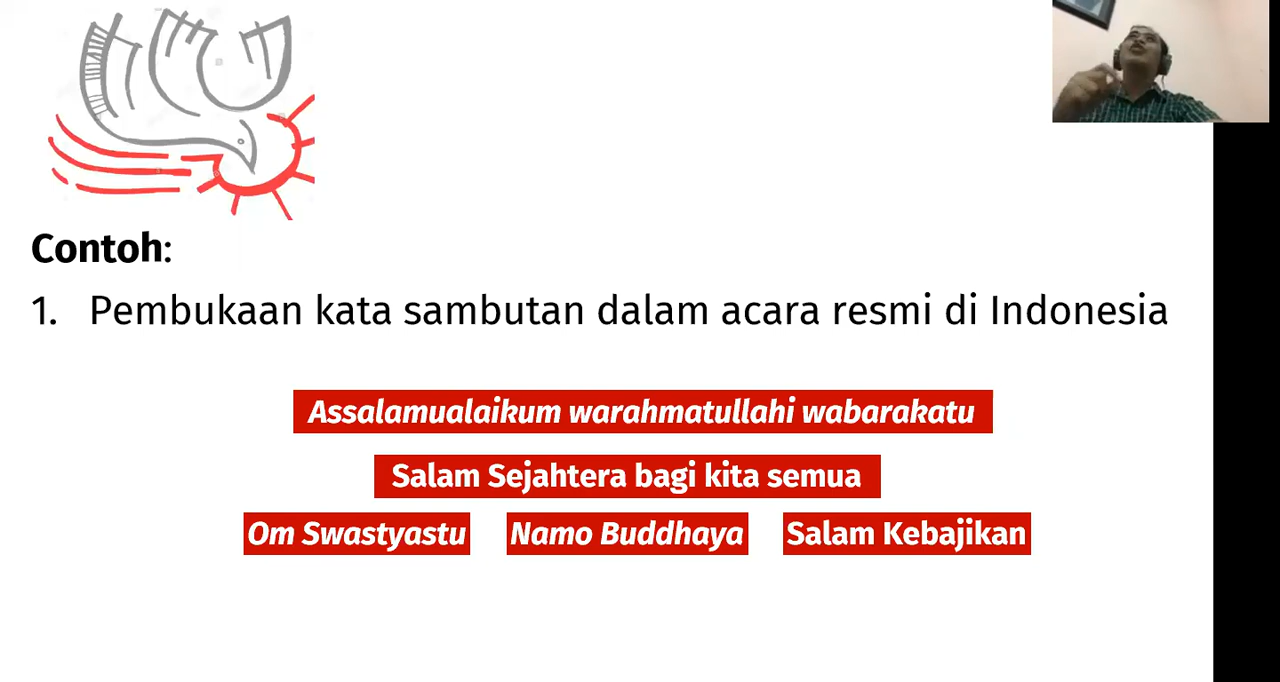 Contoh:
1. Pembukaan kata sambutan dalam acara resmi di Indonesia
Assalamualaikum warahmatullahi wabarakatu
Salam Sejahtera bagi kita semua
Om Swastyastu Namo Buddhaya Salam Kebajikan